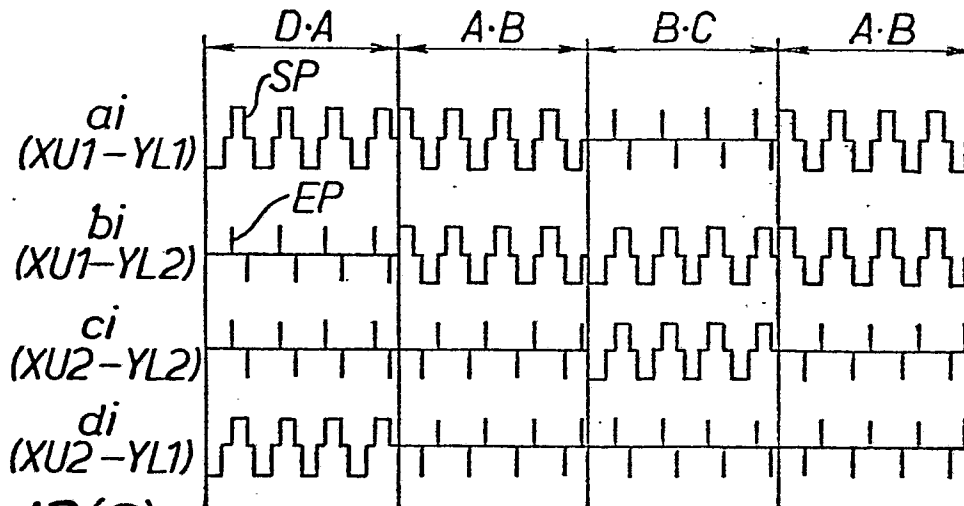 D·A A·B B·C A·B
SP
ai
(XU1-YL1)
EP
bi
(XU1-YL2)
ci
(XU2-YL2)
di
(XU2-YL1)